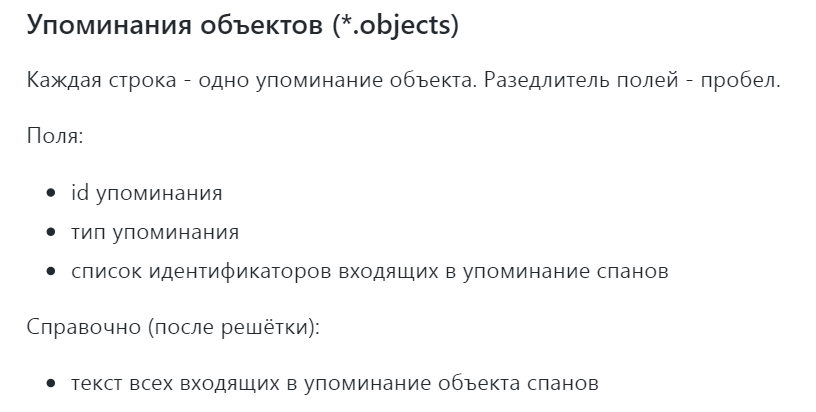 Упоминания объектов (*.objects)
Каждая строка - одно упоминание объекта. Разедлитель полей - пробел.
Поля:
• id упоминания
• тип упоминания
• список идентификаторов входящих в упоминание спанов
Справочно (после решётки):
• текст всех входящих в упоминание объекта спанов